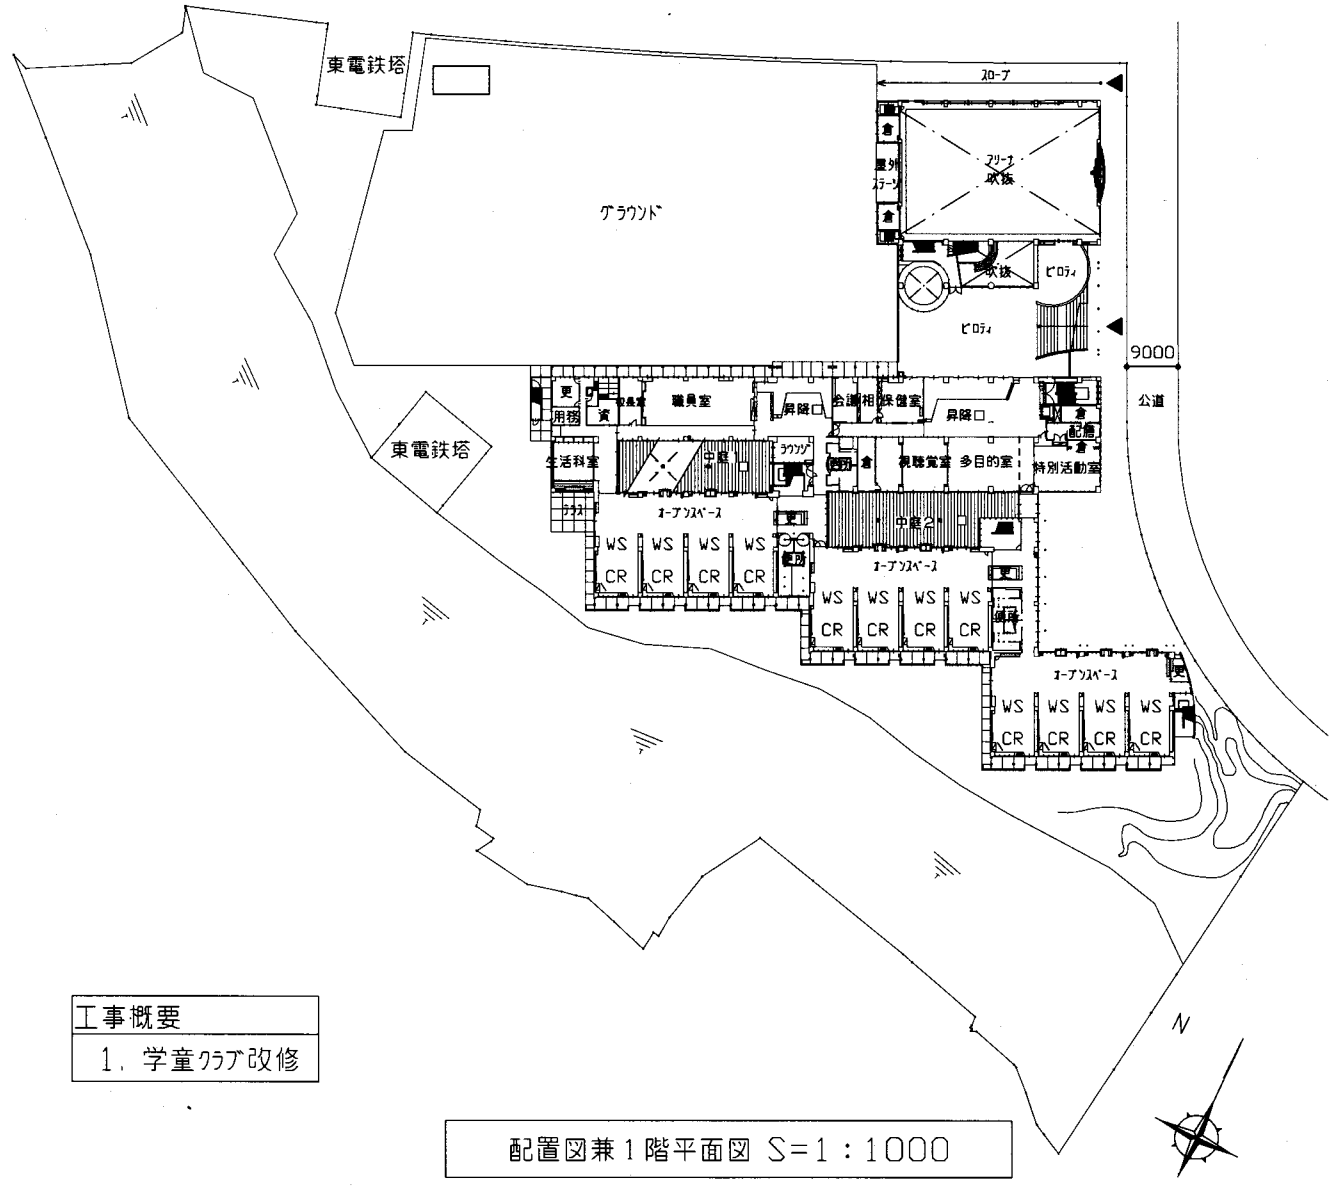 東電鉄塔
スロープ
倉
アリーナ
吹抜
屋外
ステージ
倉
グラウンド
吹抜
ピロティ
ピロティ
9000
公道
更
用務
資
校長室
職員室
昇降口
会議
相
保健室
昇降口
倉
配膳
倉
東電鉄塔
生活科室
中庭1
ラウンジ
便所
倉
視聴覚室
多目的室
特別活動室
テラス
オープンスペース
更
中庭2
WS WS WS WS
CR CR CR CR
便所
オープンスペース
更
WS WS WS WS
CR CR CR CR
便所
オープンスペース
更
WS WS WS WS
CR CR CR CR
工事概要
1. 学童クラブ改修
N
配置図兼1階平面図 S=1:1000